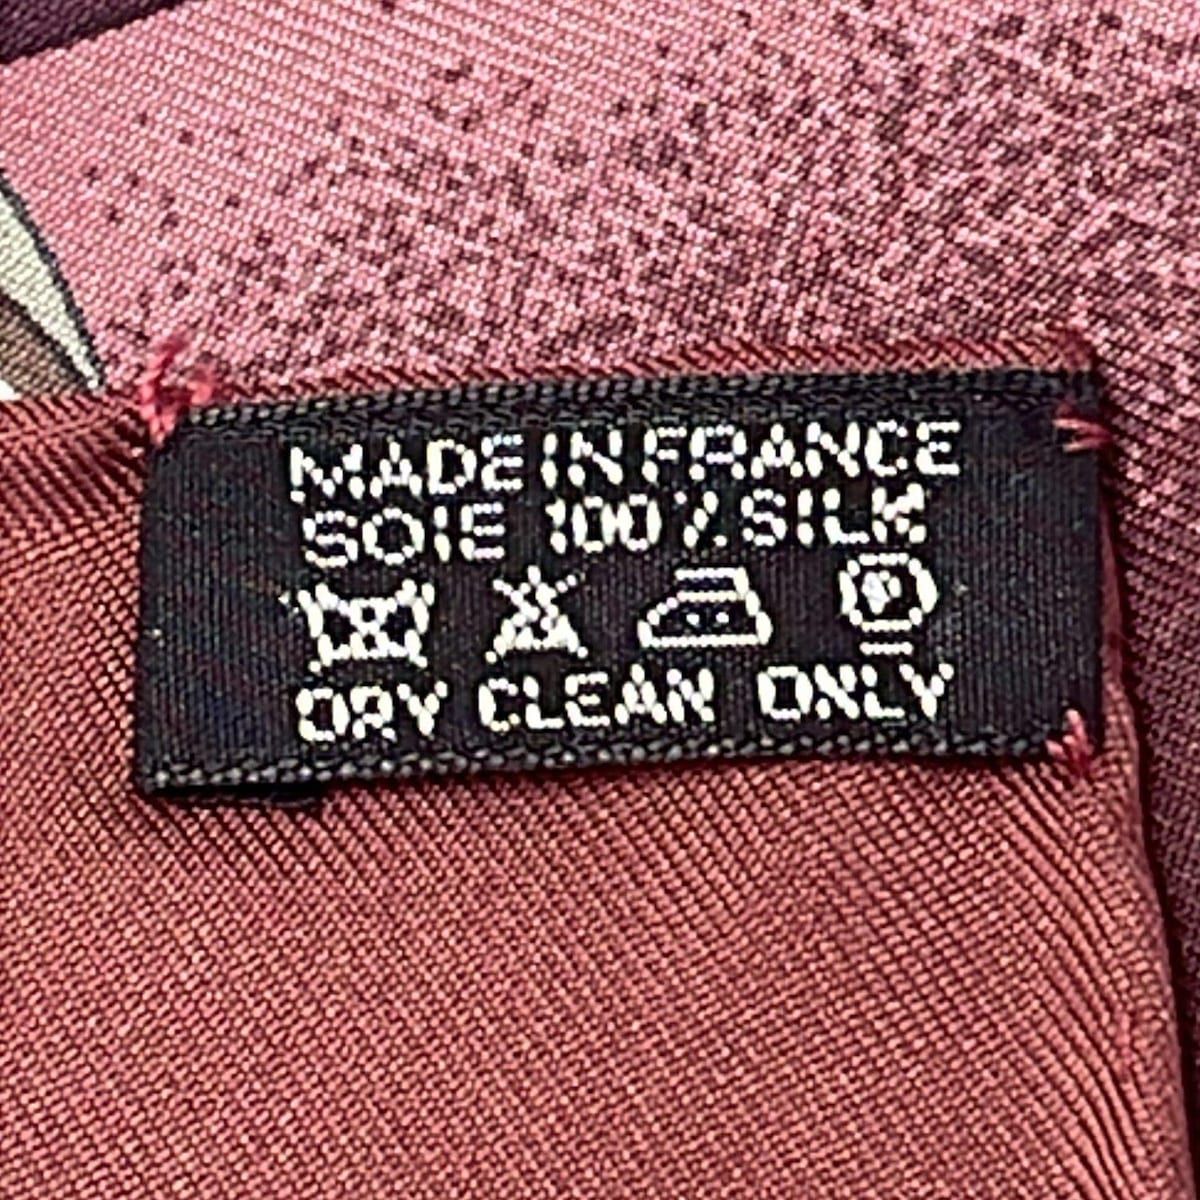 MADE IN FRANCE
SOIE 100% SILK
P
DRY CLEAN ONLY